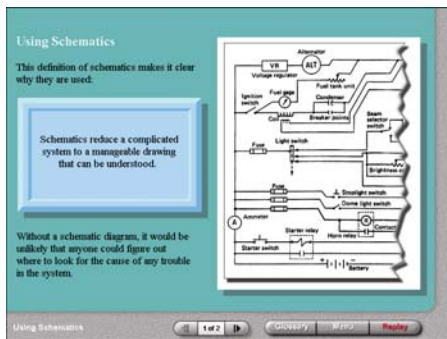 Using Schematics
This definition of schematics makes it clear
why they are used:
Schematics reduce a complicated
system to a manageable drawing
that can be understood.
Without a schematic diagram, it would be
unlikely that anyone could figure out
where to look for the cause of any trouble
in the system.
Alternator
VR
ALT
Voltage regulator
Fuel tank unit
Fuel gage
Ignition
switch
Condenser
Coil
Breaker points
Beam
selector
switch
Light switch
Fuse
Brightness
Fuse
Stoplight switch
Dome light switch
A
Ammeter
Contact
Horn relay
Starter relay
Starter switch
Battery
Using Schematics
1 of 2
Glossary
Menu
Replay